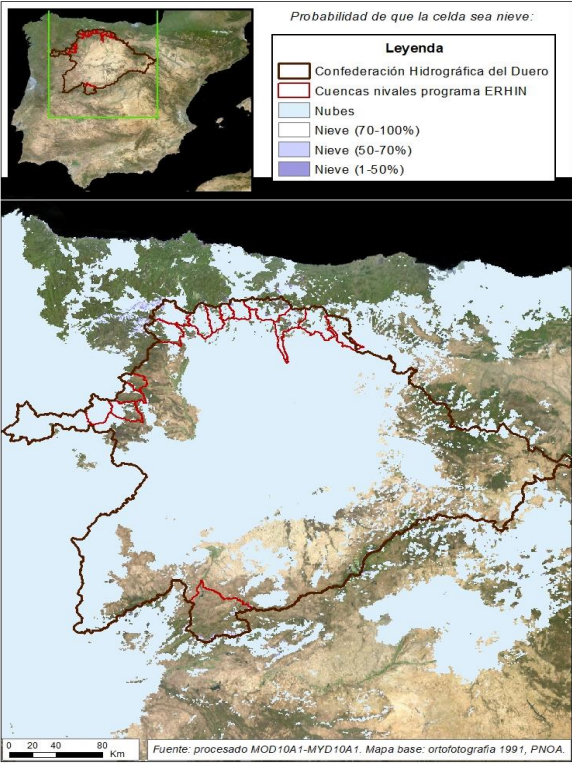 Probabilidad de que la celda sea nieve:
Leyenda
Confederación Hidrográfica del Duero
Cuencas nivales programa ERHIN
Nubes
Nieve (70-100%)
Nieve (50-70%)
Nieve (1-50%)
0 20 40 80
Km
Fuente: procesado MOD10A1-MYD10A1. Mapa base: ortofotografía 1991, PNOA.